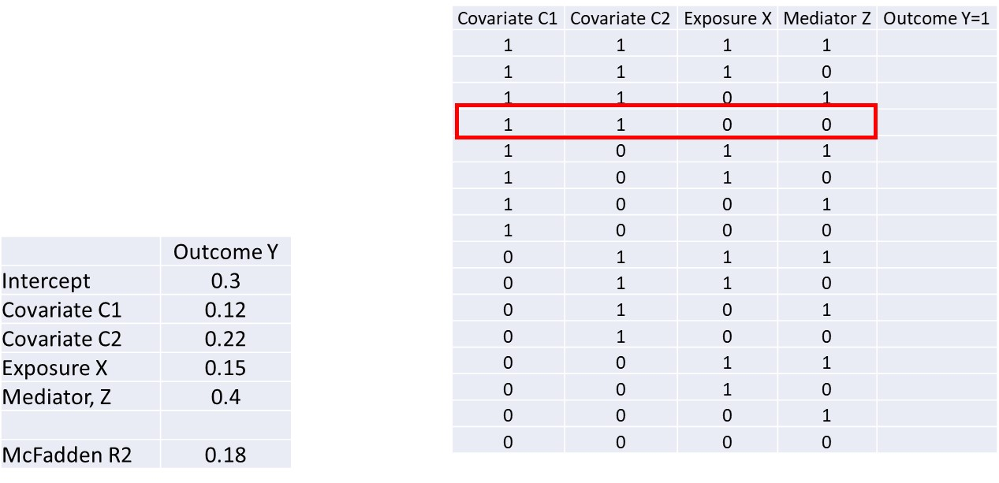 Covariate C1 Covariate C2 Exposure X Mediator Z Outcome Y=1
1 1 1 1
1 1 1 0
1 1 0 1
1 1 0 0
1 0 1 1
1 0 1 0
1 0 0 1
1 0 0 0
0 1 1 1
0 1 1 0
0 1 0 1
0 1 0 0
0 0 1 1
0 0 1 0
0 0 0 1
0 0 0 0
Outcome Y
Intercept 0.3
Covariate C1 0.12
Covariate C2 0.22
Exposure X 0.15
Mediator, Z 0.4
McFadden R2 0.18